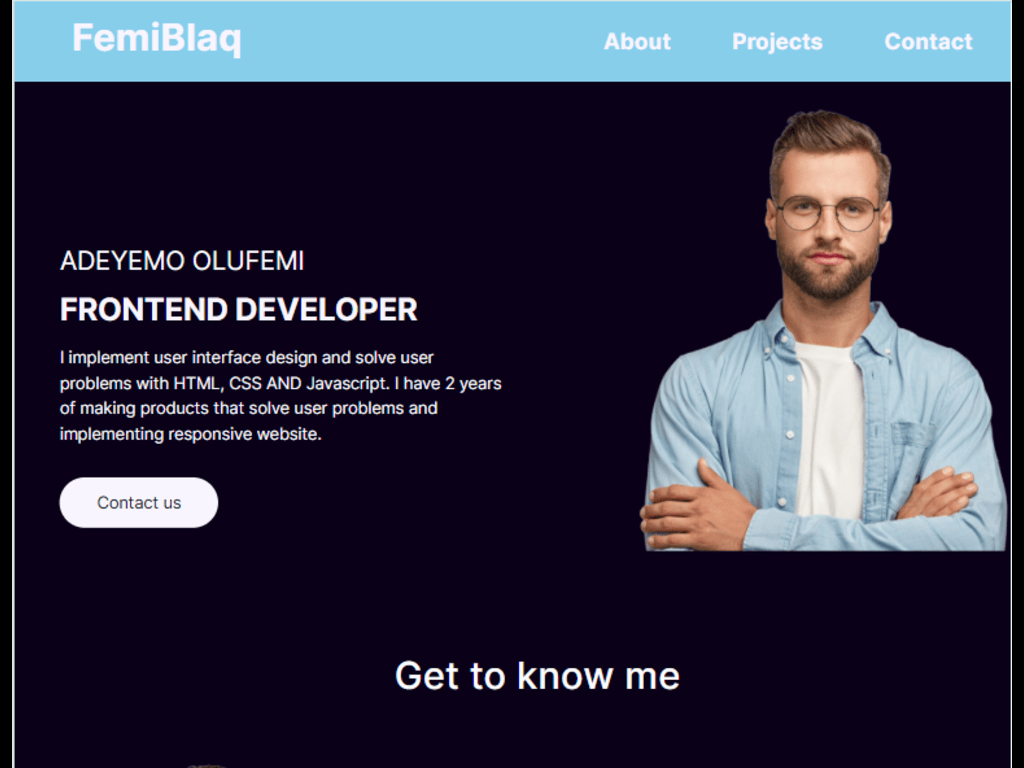 FemiBlaq
About Projects Contact
ADEYEMO OLUFEMI
FRONTEND DEVELOPER
I implement user interface design and solve user
problems with HTML, CSS AND Javascript. I have 2 years
of making products that solve user problems and
implementing responsive website.
Contact us
Get to know me